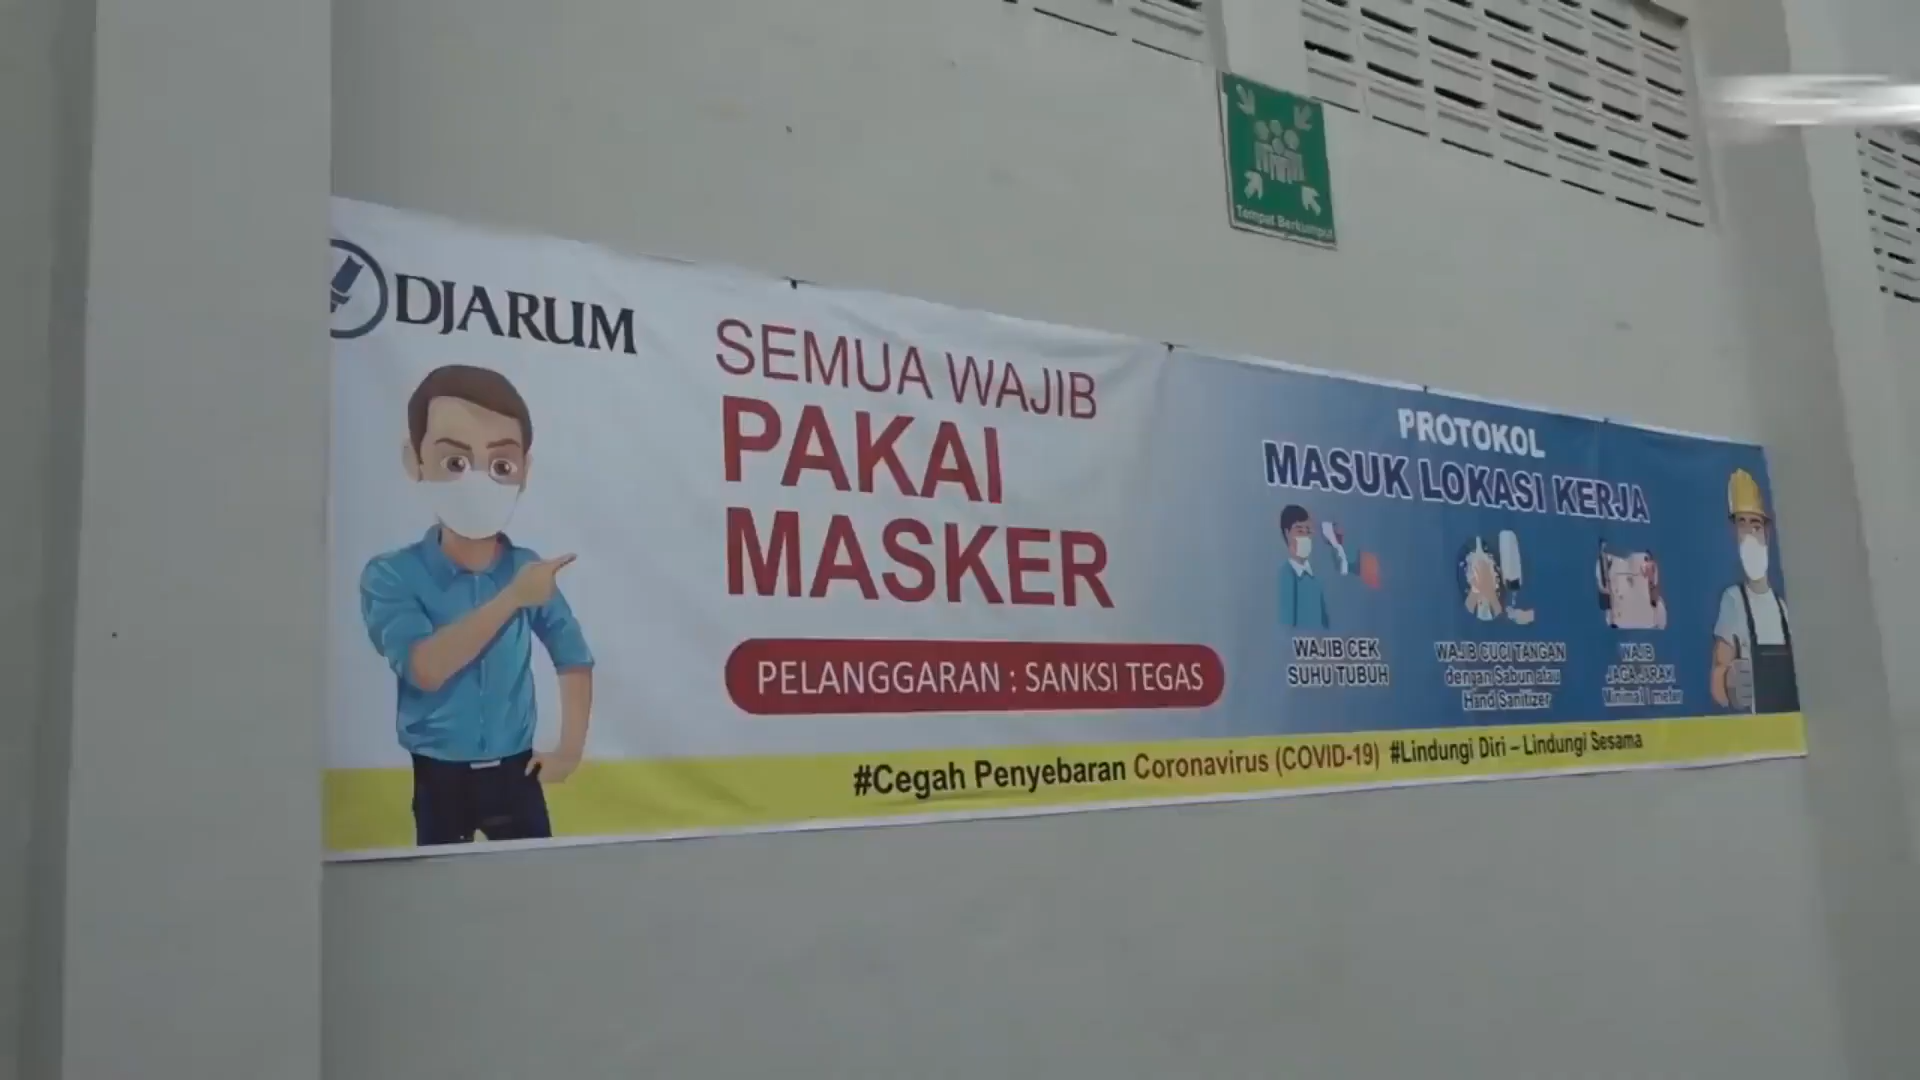 Tempat Berkumpul
DJARUM
SEMUA WAJIB
PAKAI
MASKER
PELANGGARAN : SANKSI TEGAS
PROTOKOL
MASUK LOKASI KERJA
WAJIB CEK
SUHU TUBUH
WAJIB CUCI TANGAN
dengan Sabun atau
Hand Sanitizer
WAJIB
JAGA JARAK
Minimal 1 meter
#Cegah Penyebaran Coronavirus (COVID-19) #Lindungi Diri – Lindungi Sesama